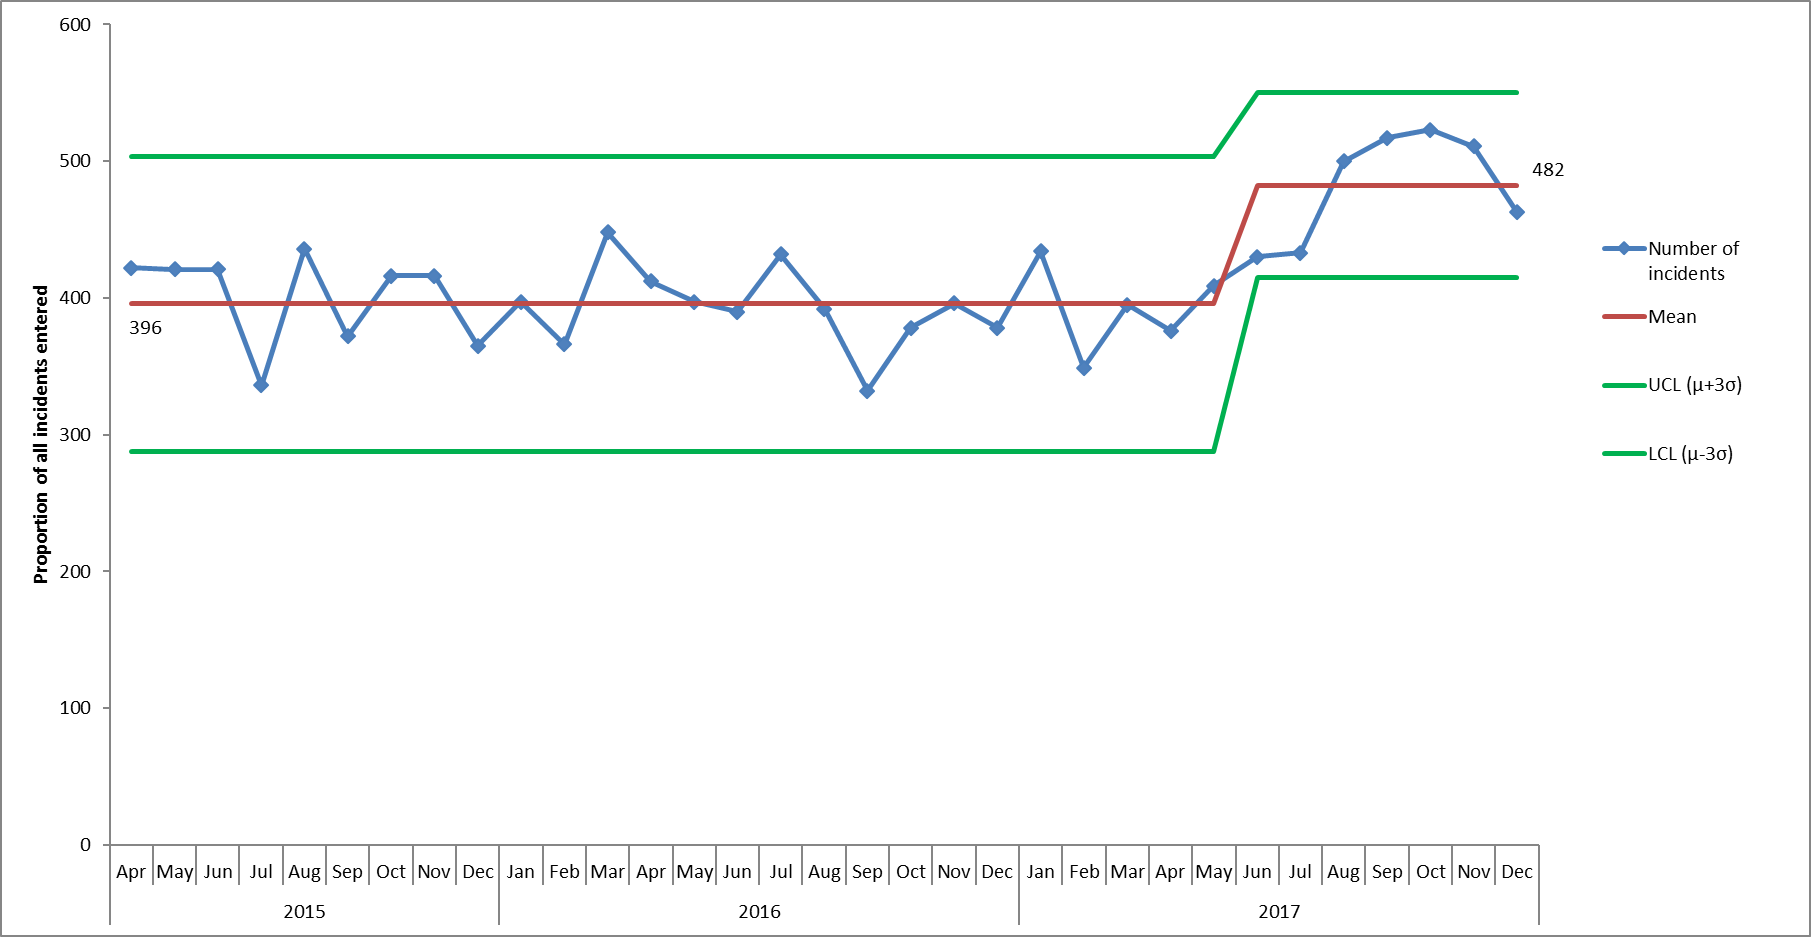 600
500
400
300
200
100
0
Proportion of all incidents entered
396
482
Number of
incidents
Mean
UCL (μ+3σ)
LCL (μ-3σ)
Apr May Jun Jul Aug Sep Oct Nov Dec Jan Feb Mar Apr May Jun Jul Aug Sep Oct Nov Dec Jan Feb Mar Apr May Jun Jul Aug Sep Oct Nov Dec
2015 2016 2017